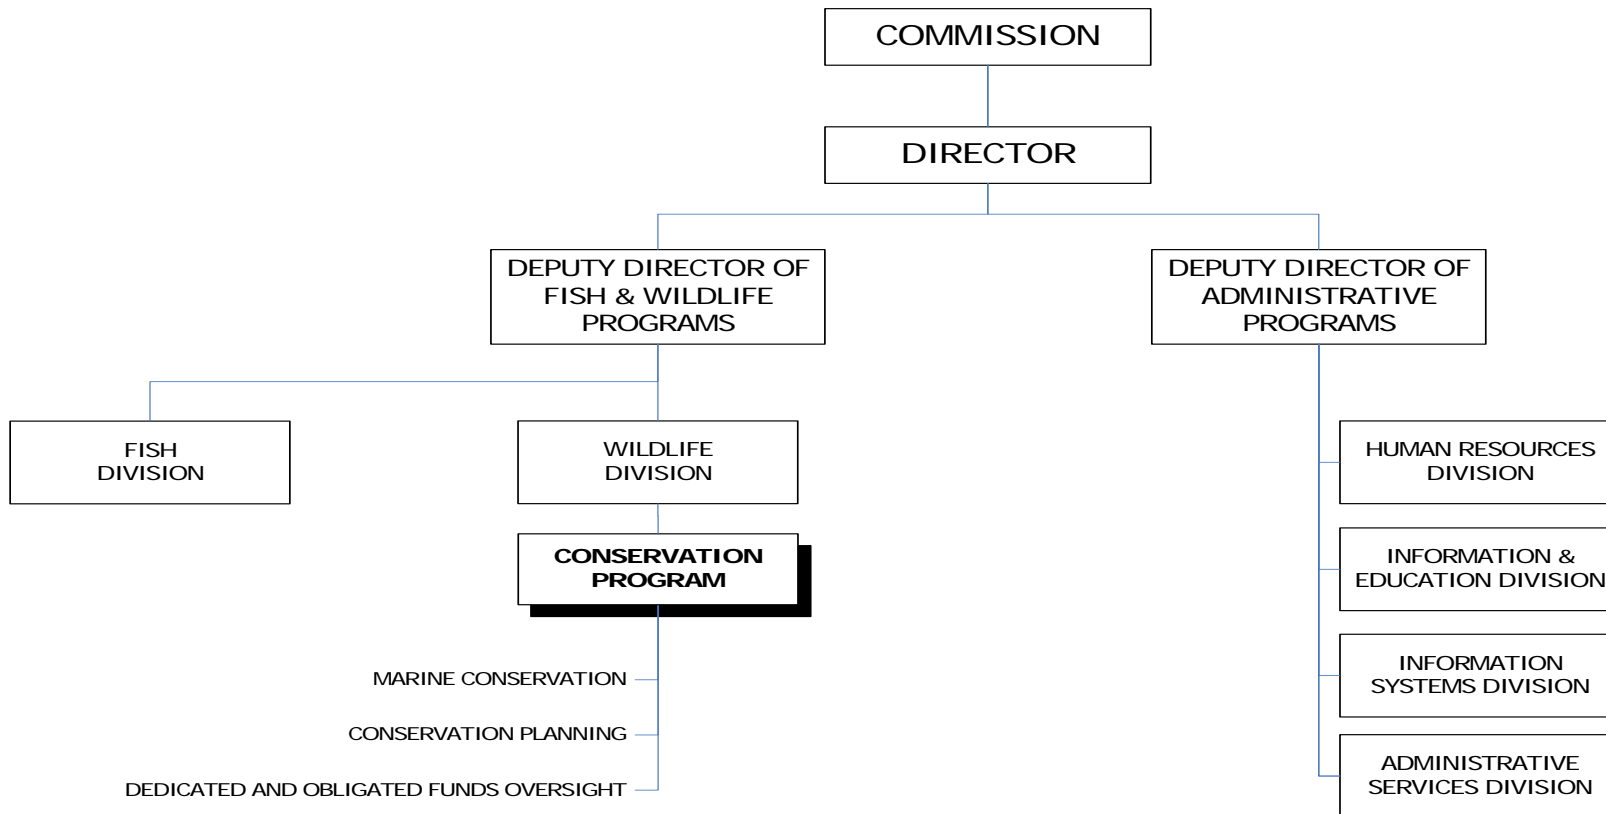 COMMISSION
DIRECTOR
DEPUTY DIRECTOR OF
FISH & WILDLIFE
PROGRAMS
DEPUTY DIRECTOR OF
ADMINISTRATIVE
PROGRAMS
FISH
DIVISION
WILDLIFE
DIVISION
HUMAN RESOURCES
DIVISION
CONSERVATION
PROGRAM
INFORMATION &
EDUCATION DIVISION
MARINE CONSERVATION
CONSERVATION PLANNING
DEDICATED AND OBLIGATED FUNDS OVERSIGHT
INFORMATION
SYSTEMS DIVISION
ADMINISTRATIVE
SERVICES DIVISION